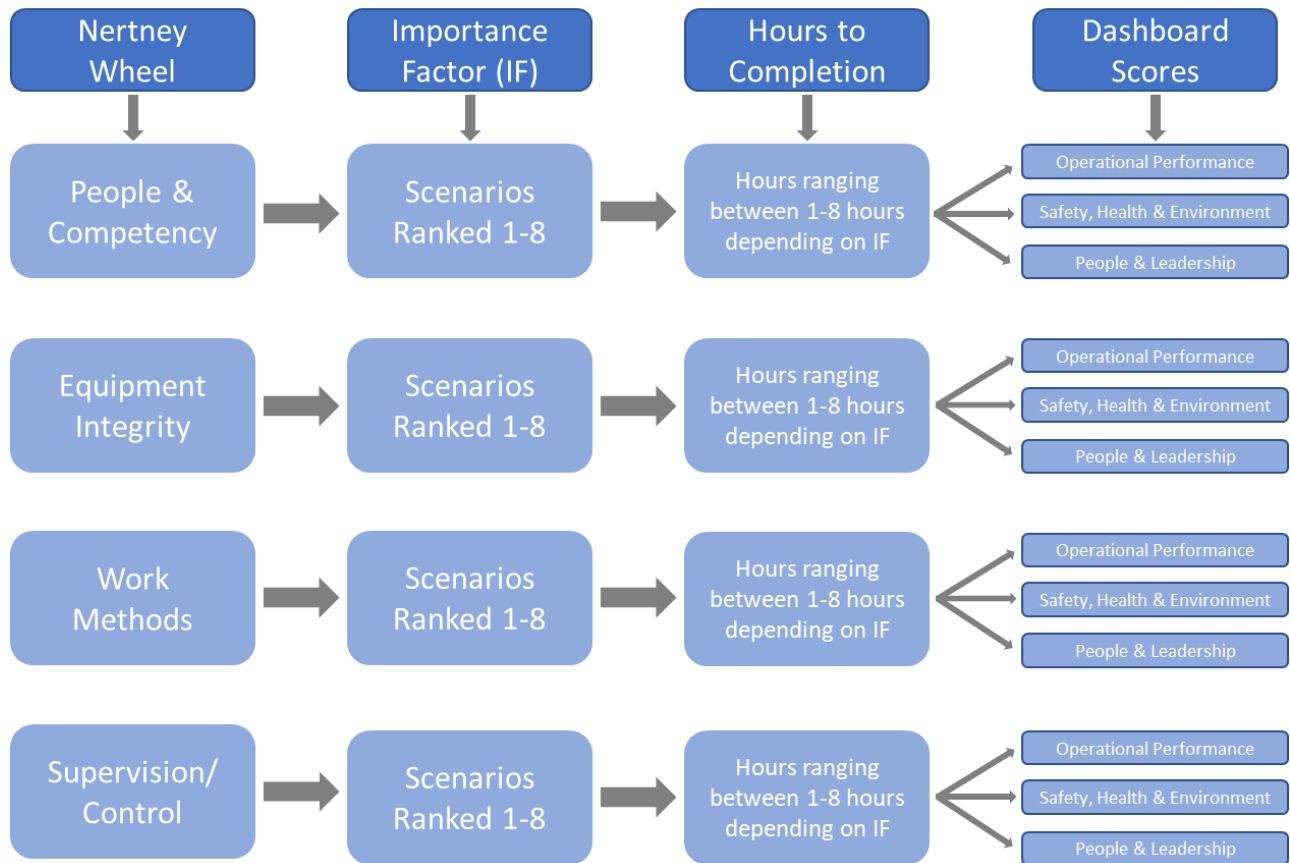 Nertney
Wheel
Importance
Factor (IF)
Hours to
Completion
Dashboard
Scores
People &
Competency
Scenarios
Ranked 1-8
Hours ranging
between 1-8 hours
depending on IF
Operational Performance
Safety, Health & Environment
People & Leadership
Equipment
Integrity
Scenarios
Ranked 1-8
Hours ranging
between 1-8 hours
depending on IF
Operational Performance
Safety, Health & Environment
People & Leadership
Work
Methods
Scenarios
Ranked 1-8
Hours ranging
between 1-8 hours
depending on IF
Operational Performance
Safety, Health & Environment
People & Leadership
Supervision/
Control
Scenarios
Ranked 1-8
Hours ranging
between 1-8 hours
depending on IF
Operational Performance
Safety, Health & Environment
People & Leadership